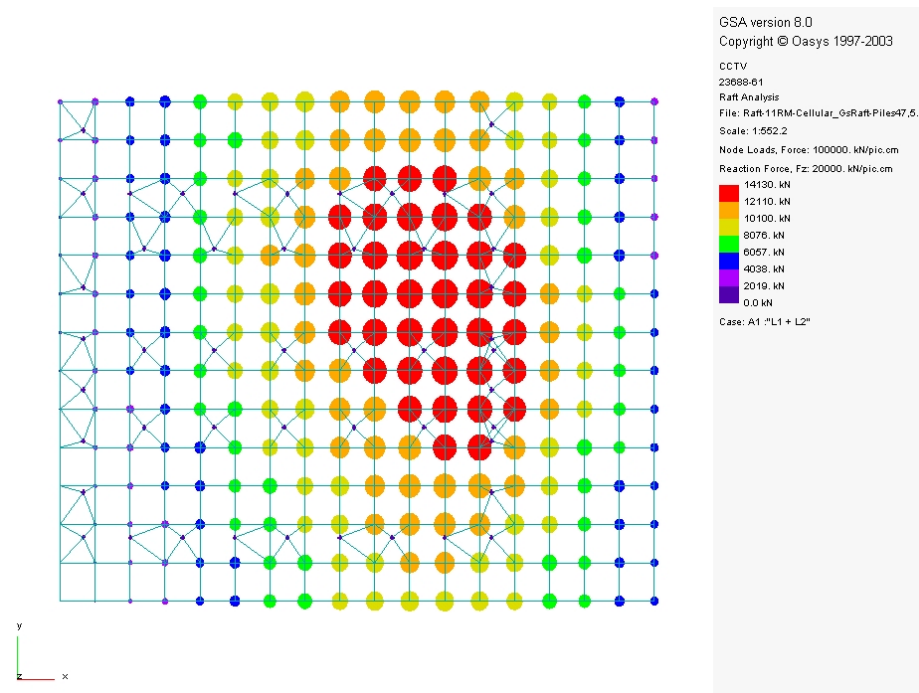 GSA version 8.0
Copyright © Oasys 1997-2003
CCTV
23688-61
Raft Analysis
File: Raft-11RM-Cellular_GsRaft-Piles47,5.
Scale: 1:552.2
Node Loads, Force: 100000. kN/pic.cm
Reaction Force, Fz: 20000. kN/pic.cm
14130. kN
12110. kN
10100. kN
8076. kN
6057. kN
4038. kN
2019. kN
0.0 kN
Case: A1 :"L1 + L2"
y
z
x